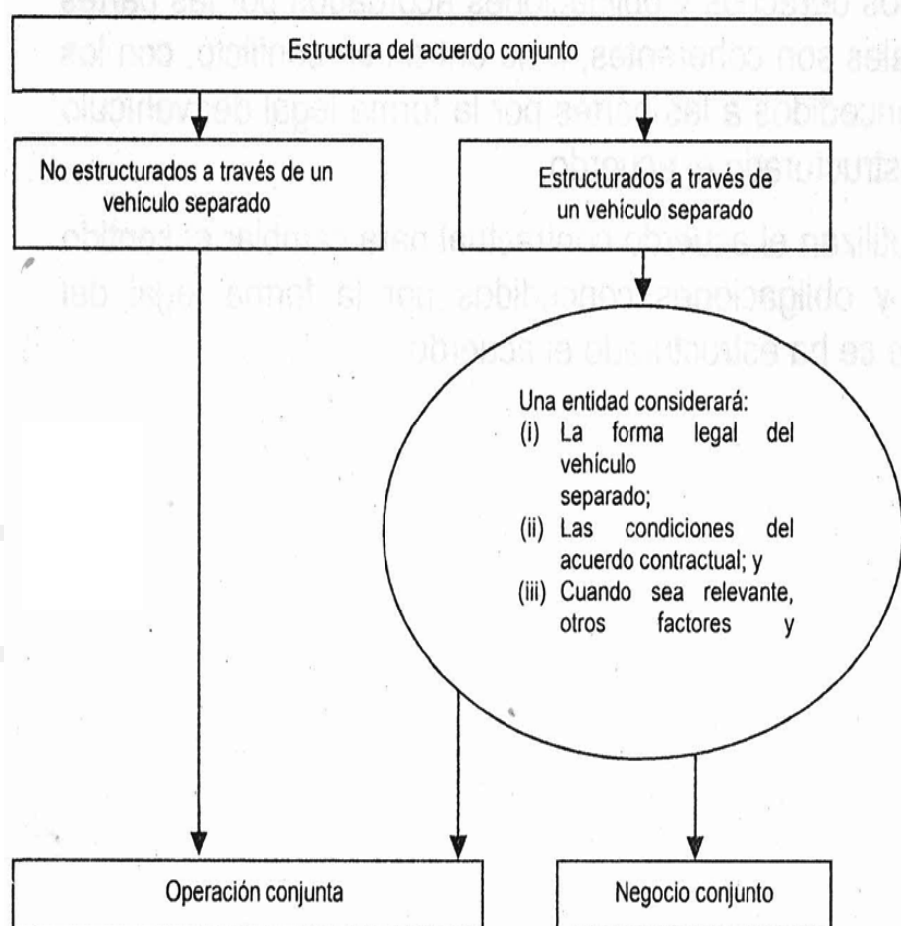 Estructura del acuerdo conjunto
No estructurados a través de un
vehículo separado
Estructurados a través de
un vehículo separado
Una entidad considerará:
(i) La forma legal del
vehículo
separado;
(ii) Las condiciones del
acuerdo contractual; y
(iii) Cuando sea relevante,
otros factores y
Operación conjunta
Negocio conjunto